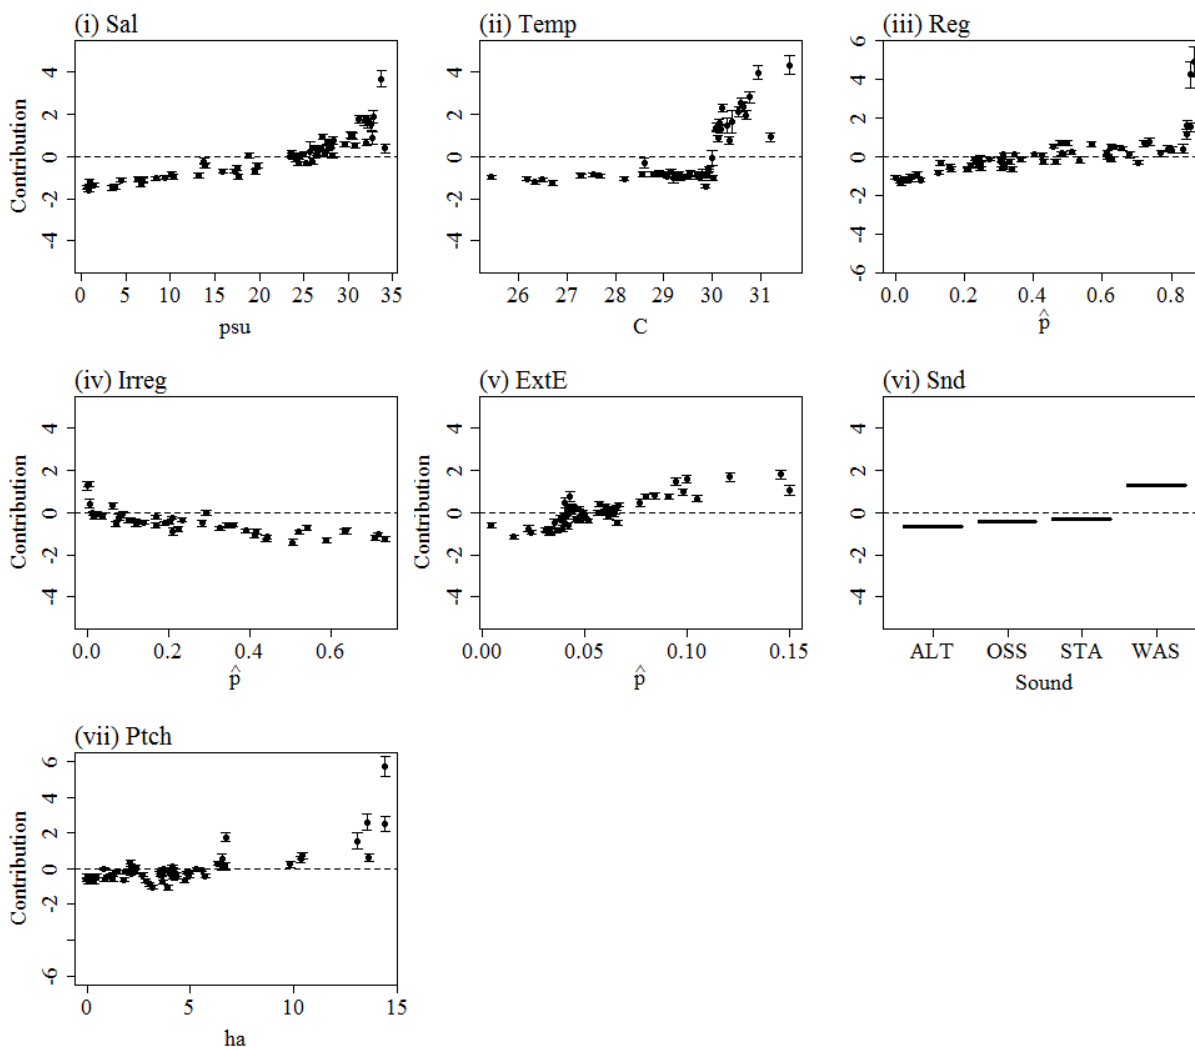 (i) Sal
(ii) Temp
(iii) Reg
Contribution
4
2
0
-2
-4
0 5 10 15 20 25 30 35
psu
4
2
0
-2
-4
26 27 28 29 30 31
C
6
4
2
0
-2
-4
-6
0.0 0.2 0.4 0.6 0.8
p̂
(iv) Irreg
(v) ExtE
(vi) Snd
Contribution
4
2
0
-2
-4
0.0 0.2 0.4 0.6
p̂
Contribution
4
2
0
-2
-4
0.00 0.05 0.10 0.15
p̂
4
2
0
-2
-4
ALT OSS STA WAS
Sound
(vii) Ptch
Contribution
6
4
2
0
-2
-6
0 5 10 15
ha